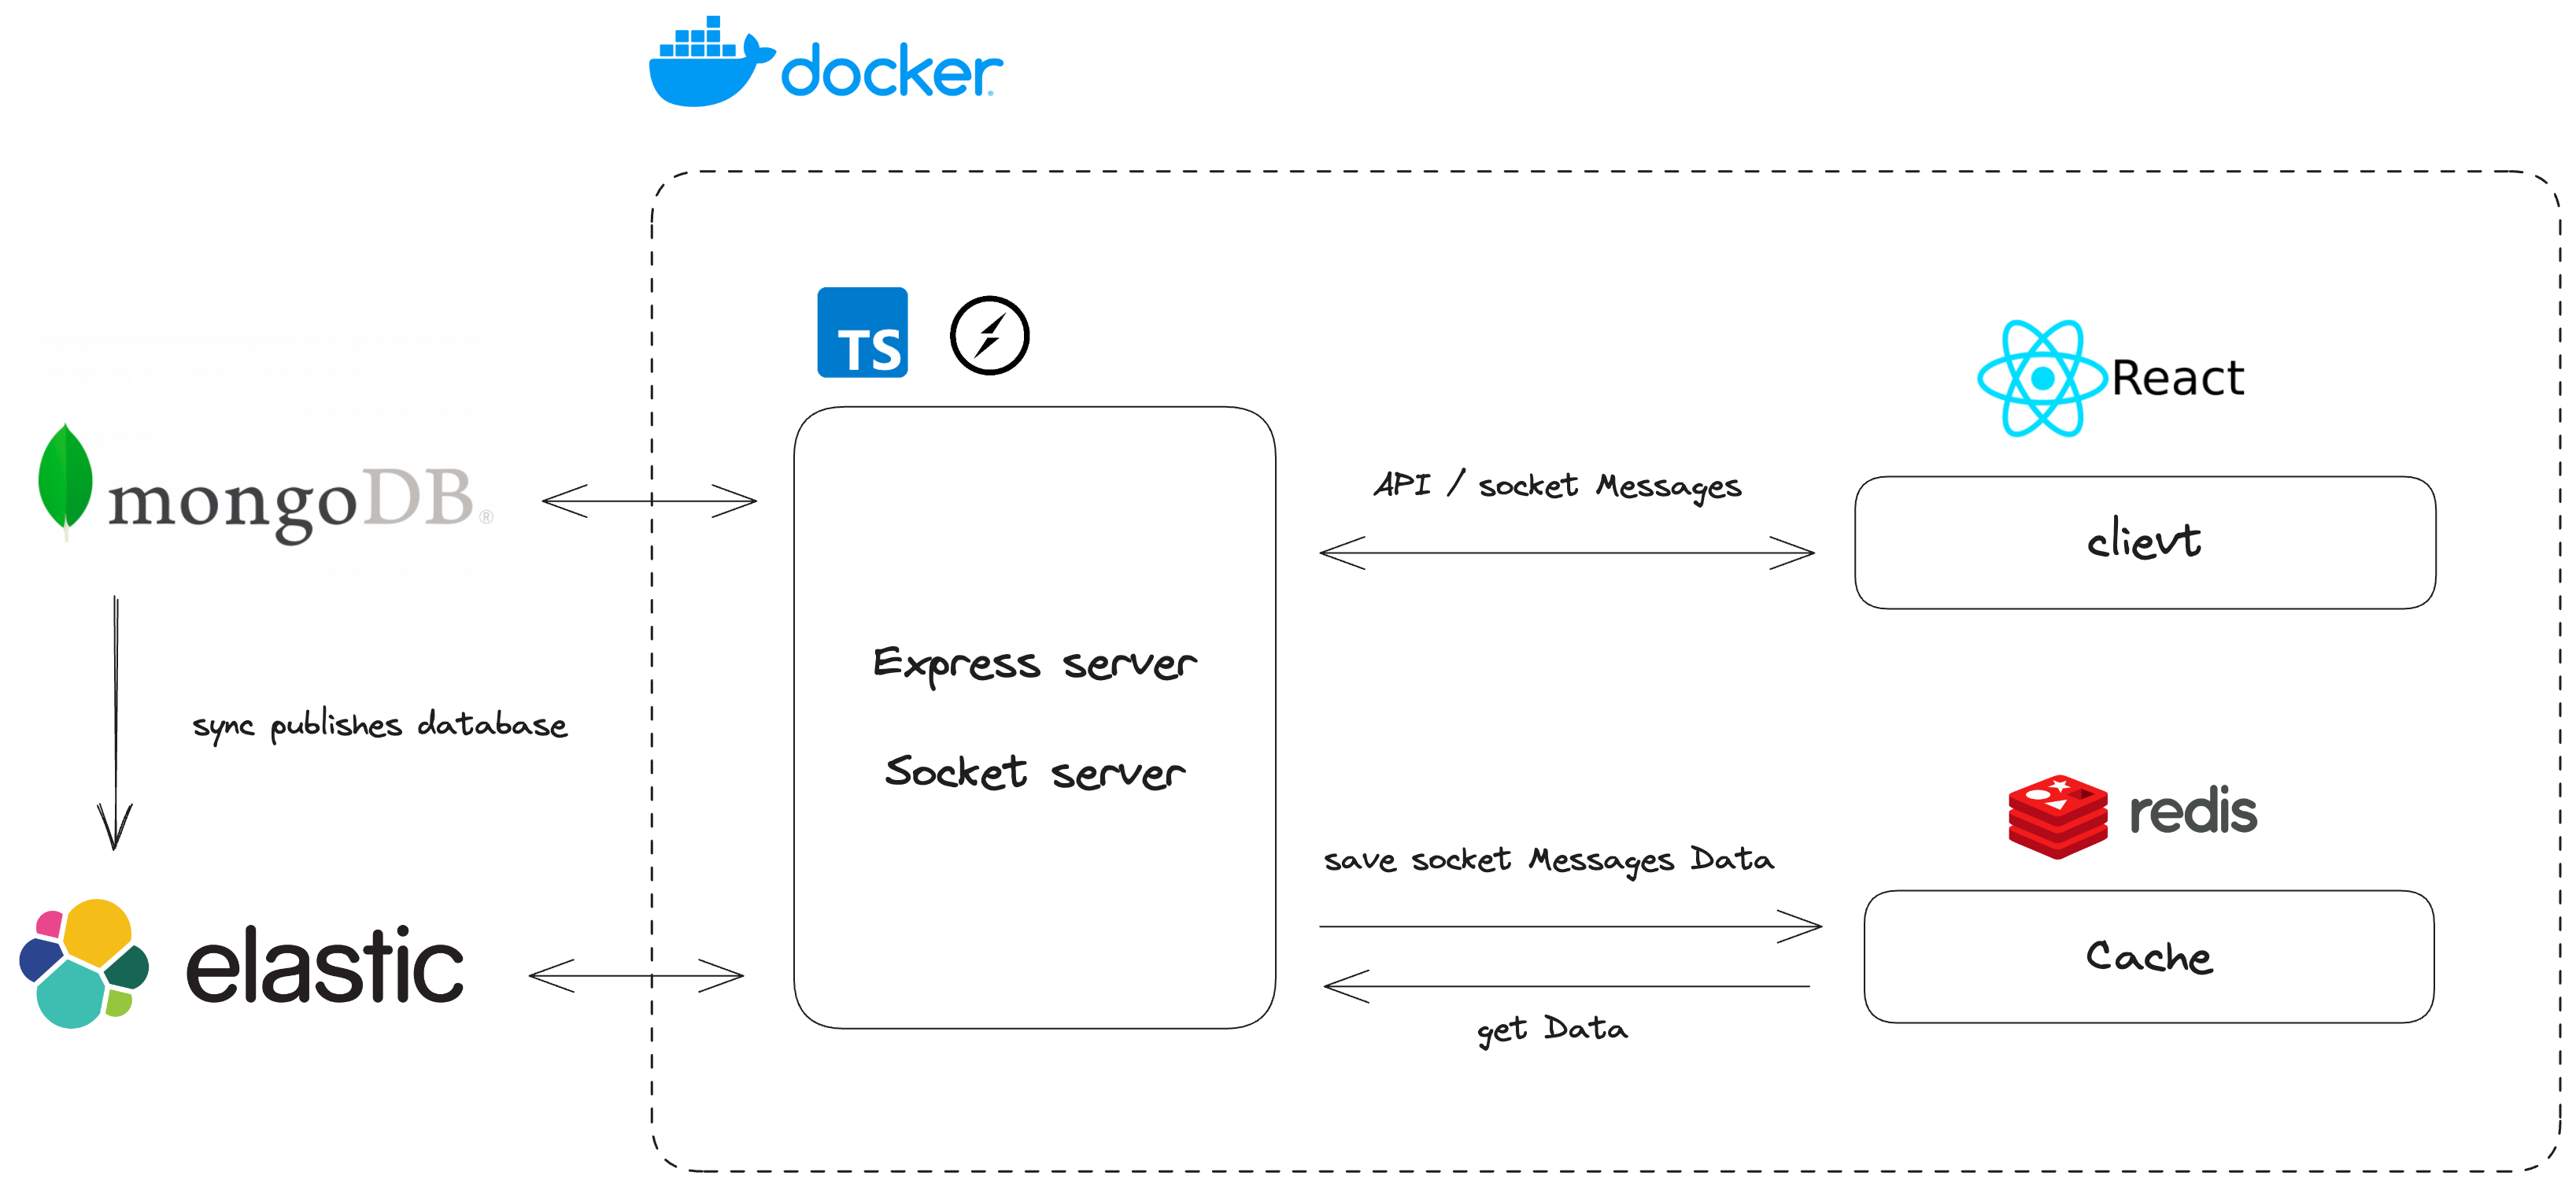 docker
TS
React
mongoDB®
API / socket Messages
clievt
Express server
sync publishes database
Socket server
redis
save socket Messages Data
elastic
Cache
get Data